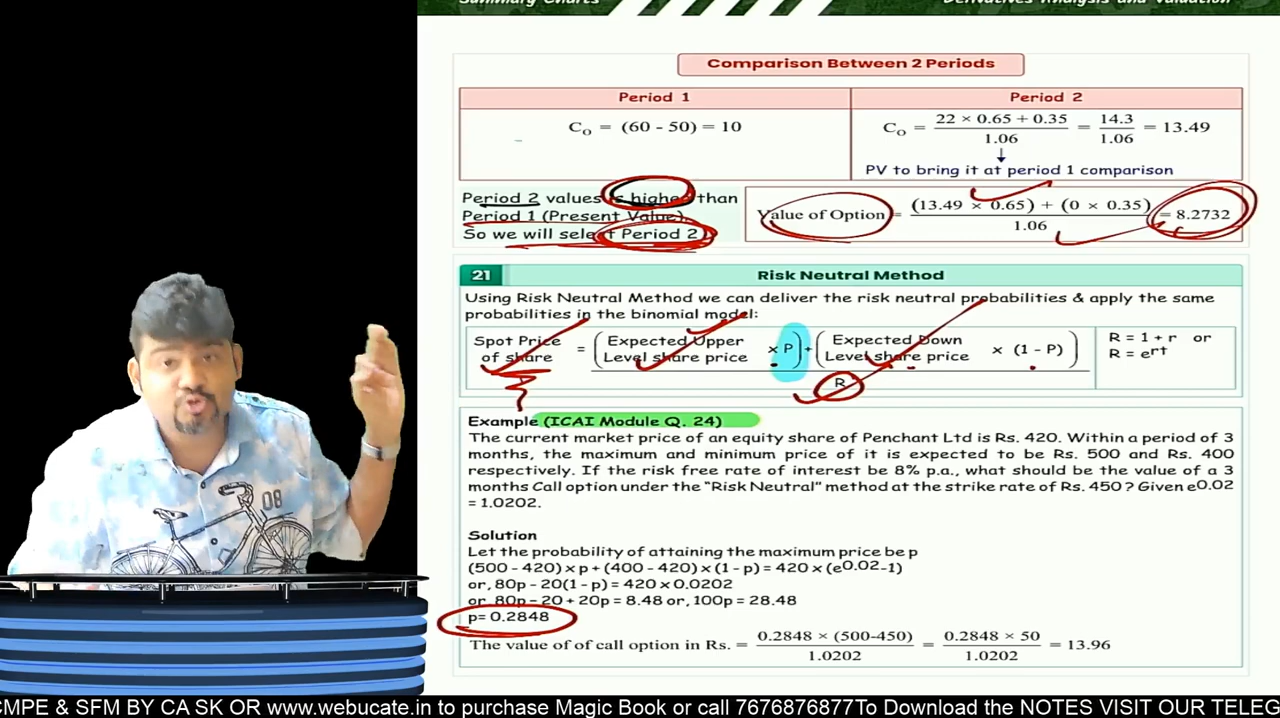 Summary Charts
Derivatives Analysis and Valuation
Comparison Between 2 Periods
Period 1
Period 2
C₀ = (60 - 50) = 10
C₀ = (22 × 0.65 + 0.35)/1.06 = 14.3/1.06 = 13.49
↓
PV to bring it at period 1 comparison
Period 2 values is higher than
Period 1 (Present Value)
So we will select Period 2
Value of Option = ((13.49 × 0.65) + (0 × 0.35))/1.06 = 8.2732
21
Risk Neutral Method
Using Risk Neutral Method we can deliver the risk neutral probabilities & apply the same
probabilities in the binomial model:
Spot Price
of share
=
(Expected Upper
Level share price
× P)
+
(Expected Down
Level share price
× (1 - P))
R
R = 1 + r or
R = eʳᵗ
Example (ICAI Module Q. 24)
The current market price of an equity share of Penchant Ltd is Rs. 420. Within a period of 3
months, the maximum and minimum price of it is expected to be Rs. 500 and Rs. 400
respectively. If the risk free rate of interest be 8% p.a., what should be the value of a 3
months Call option under the "Risk Neutral" method at the strike rate of Rs. 450 ? Given e⁰·⁰²
= 1.0202.
Solution
Let the probability of attaining the maximum price be p
(500 - 420) x p + (400 - 420) x (1 - p) = 420 x (e⁰·⁰²-1)
or, 80p - 20(1 - p) = 420 x 0.0202
or, 80p - 20 + 20p = 8.48 or, 100p = 28.48
p= 0.2848
The value of of call option in Rs. = (0.2848 × (500-450))/1.0202 = (0.2848 × 50)/1.0202 = 13.96
08
CMPE & SFM BY CA SK OR www.webucate.in to purchase Magic Book or call 7676876877To Download the NOTES VISIT OUR TELEG